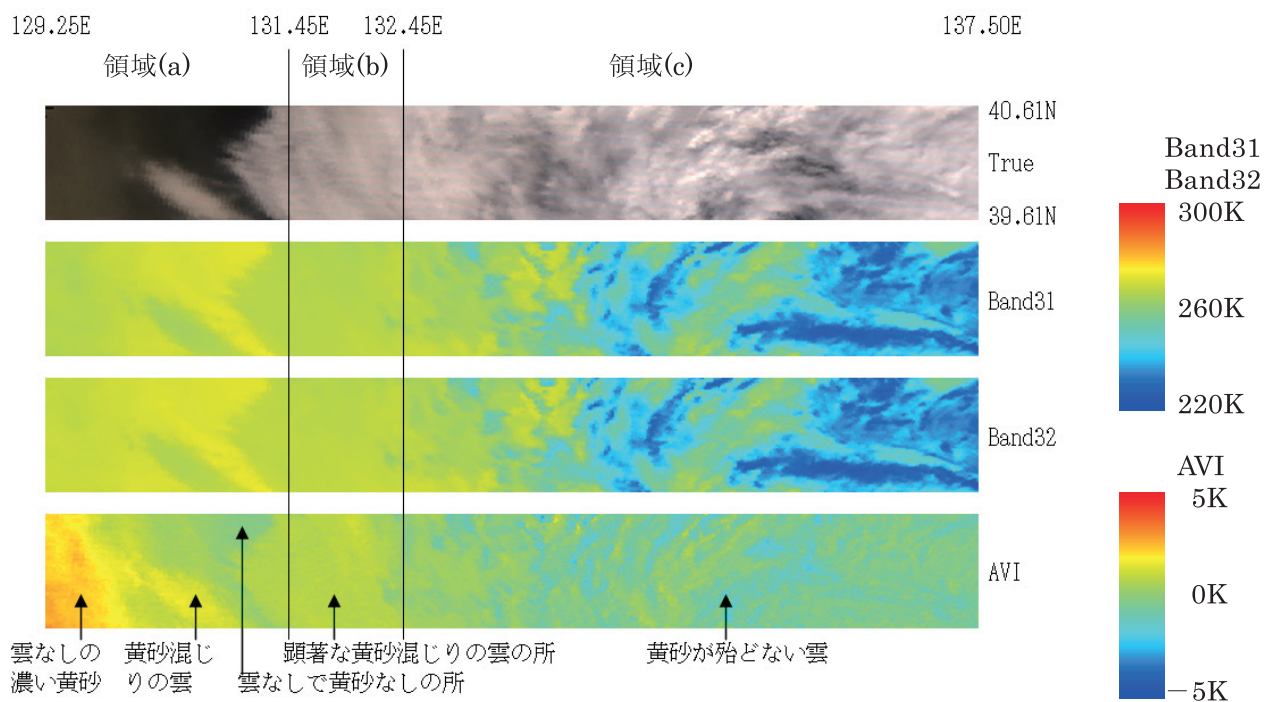 129.25E 131.45E 132.45E 137.50E
領域(a) 領域(b) 領域(c)
40.61N
True
39.61N
Band31
Band32
AVI
Band31
Band32
300K
260K
220K
AVI
5K
0K
−5K
雲なしの
濃い黄砂
黄砂混じ
りの雲
雲なしで黄砂なしの所
顕著な黄砂混じりの雲の所
黄砂が殆どない雲